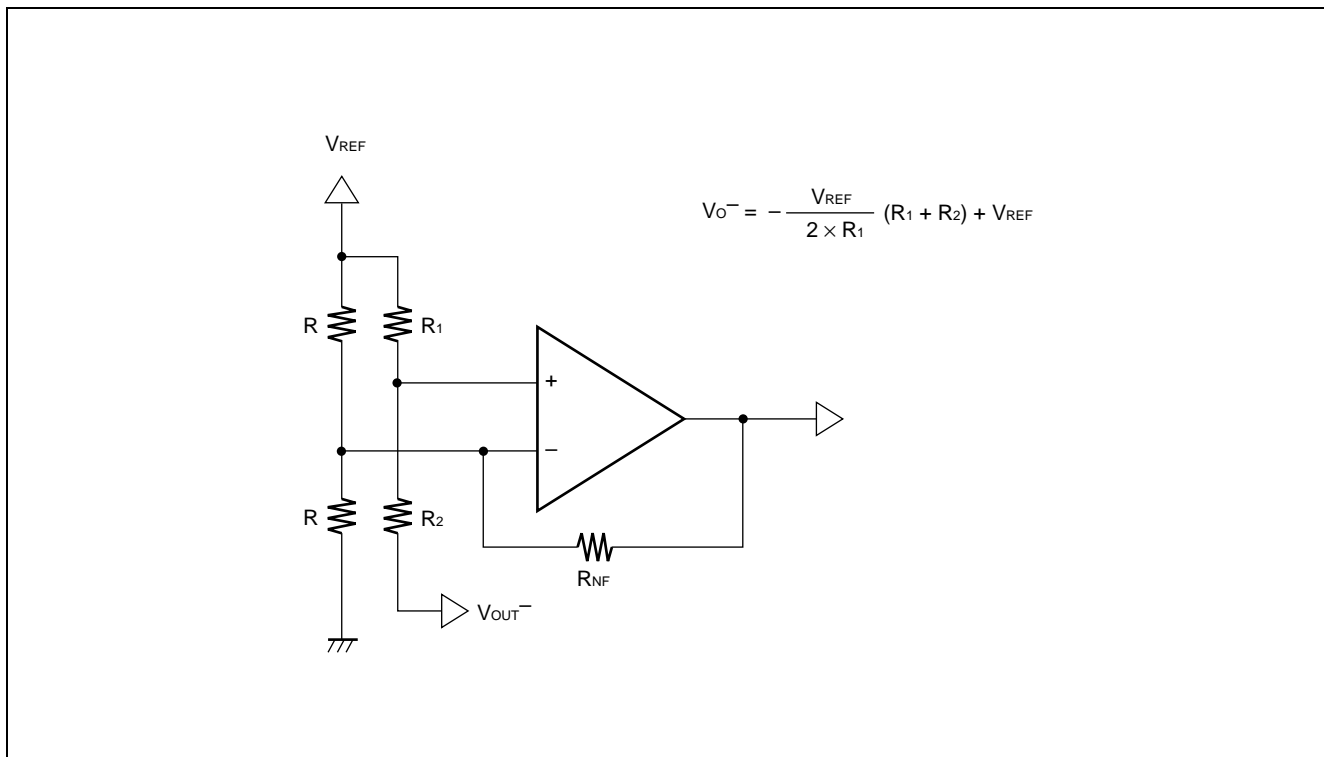 VREF
VO− = − VREF / 2 × R1 (R1 + R2) + VREF
R
R1
+
−
R
R2
RNF
VOUT−